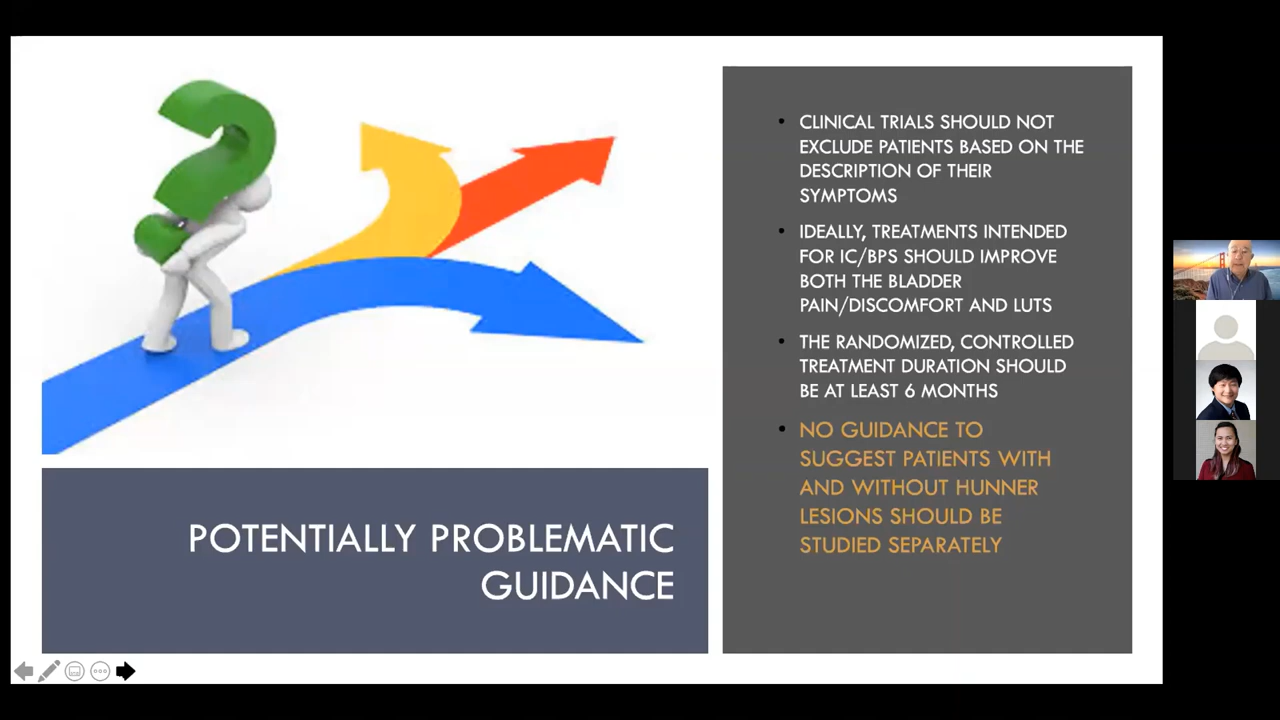 CLINICAL TRIALS SHOULD NOT
EXCLUDE PATIENTS BASED ON THE
DESCRIPTION OF THEIR
SYMPTOMS
IDEALLY, TREATMENTS INTENDED
FOR IC/BPS SHOULD IMPROVE
BOTH THE BLADDER
PAIN/DISCOMFORT AND LUTS
THE RANDOMIZED, CONTROLLED
TREATMENT DURATION SHOULD
BE AT LEAST 6 MONTHS
NO GUIDANCE TO
SUGGEST PATIENTS WITH
AND WITHOUT HUNNER
LESIONS SHOULD BE
STUDIED SEPARATELY
POTENTIALLY PROBLEMATIC
GUIDANCE